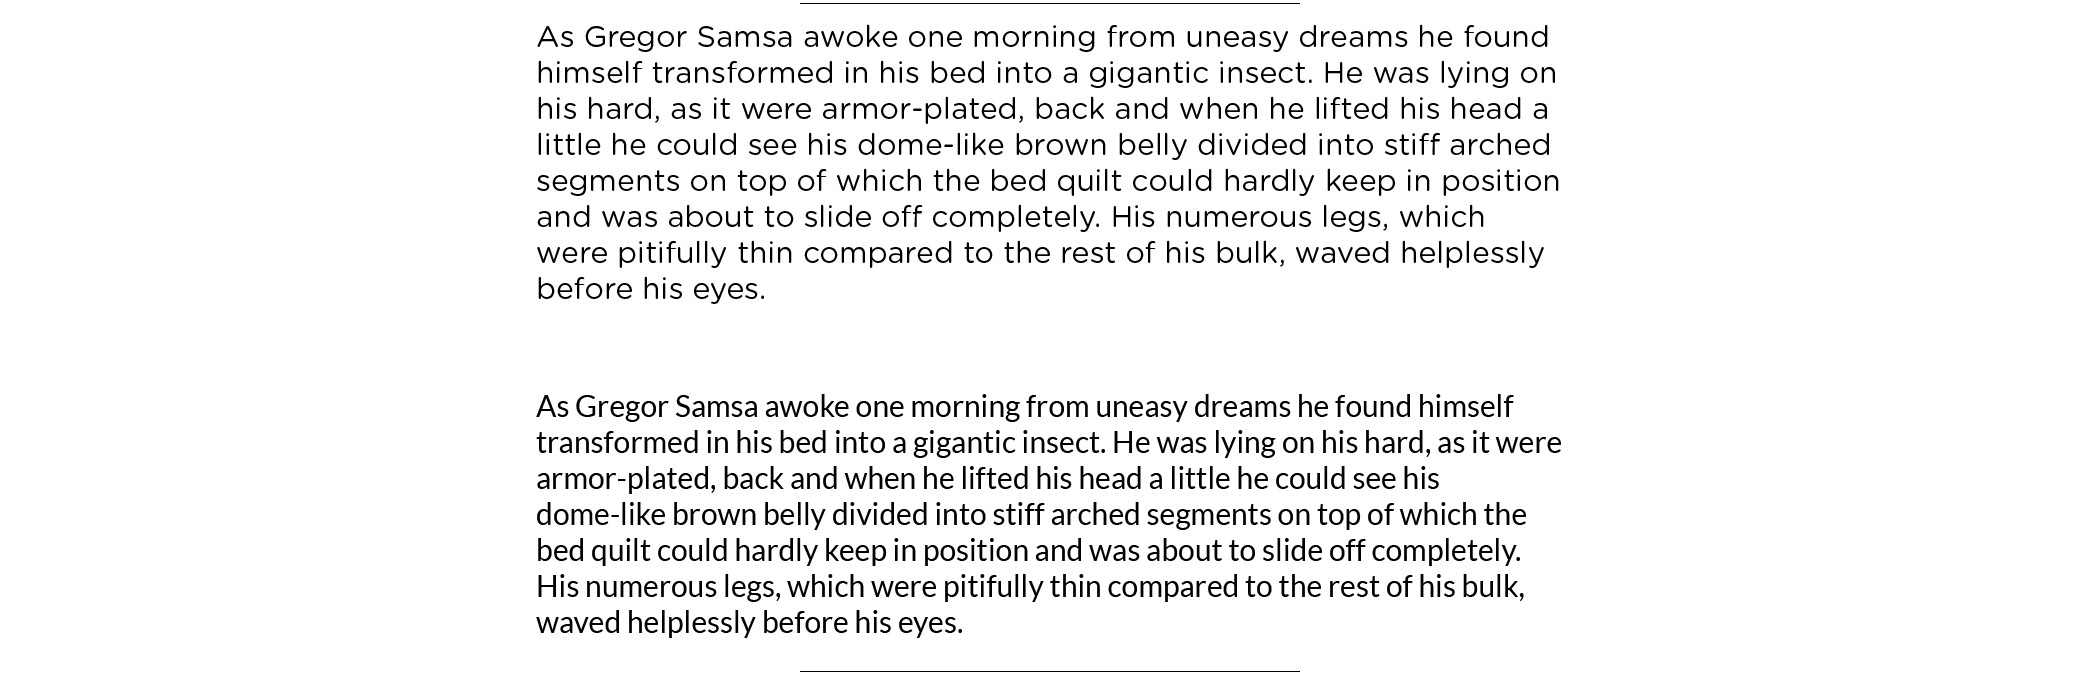 As Gregor Samsa awoke one morning from uneasy dreams he found
himself transformed in his bed into a gigantic insect. He was lying on
his hard, as it were armor-plated, back and when he lifted his head a
little he could see his dome-like brown belly divided into stiff arched
segments on top of which the bed quilt could hardly keep in position
and was about to slide off completely. His numerous legs, which
were pitifully thin compared to the rest of his bulk, waved helplessly
before his eyes.
As Gregor Samsa awoke one morning from uneasy dreams he found himself
transformed in his bed into a gigantic insect. He was lying on his hard, as it were
armor-plated, back and when he lifted his head a little he could see his
dome-like brown belly divided into stiff arched segments on top of which the
bed quilt could hardly keep in position and was about to slide off completely.
His numerous legs, which were pitifully thin compared to the rest of his bulk,
waved helplessly before his eyes.